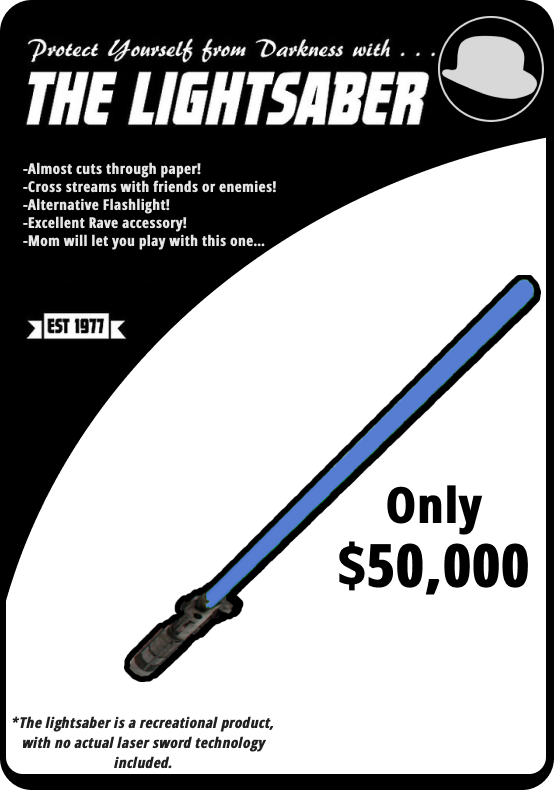 Protect Yourself from Darkness with . . .
THE LIGHTSABER
-Almost cuts through paper!
-Cross streams with friends or enemies!
-Alternative Flashlight!
-Excellent Rave accessory!
-Mom will let you play with this one...
EST 1977
Only
$50,000
*The lightsaber is a recreational product,
with no actual laser sword technology
included.